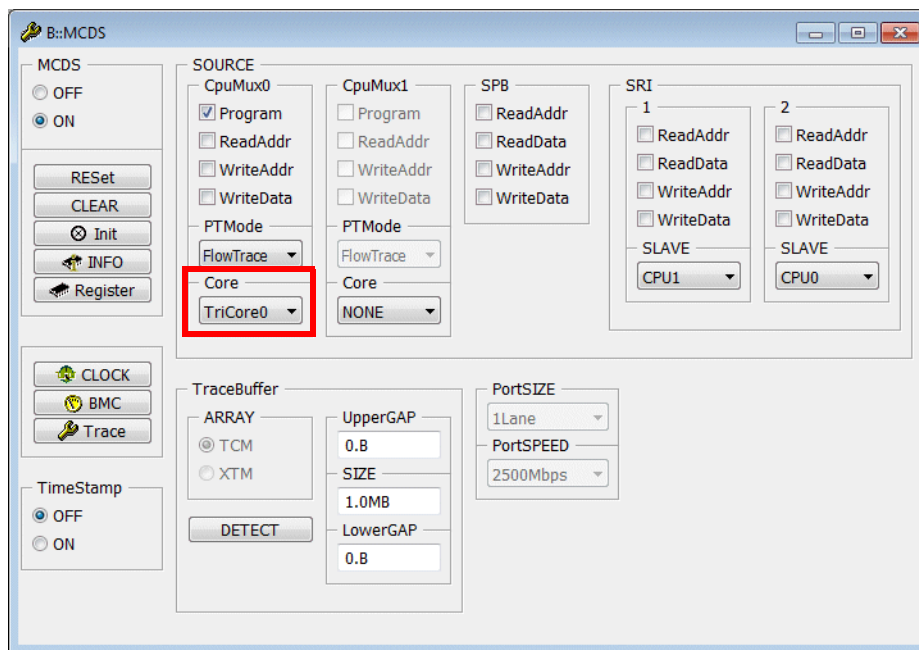 B::MCDS
MCDS
OFF
ON
RESet
CLEAR
Init
INFO
Register
CLOCK
BMC
Trace
TimeStamp
OFF
ON
SOURCE
CpuMux0
Program
ReadAddr
WriteAddr
WriteData
PTMode
FlowTrace
Core
TriCore0
CpuMux1
Program
ReadAddr
WriteAddr
WriteData
PTMode
FlowTrace
Core
NONE
SPB
ReadAddr
ReadData
WriteAddr
WriteData
SRI
1
ReadAddr
ReadData
WriteAddr
WriteData
SLAVE
CPU1
2
ReadAddr
ReadData
WriteAddr
WriteData
SLAVE
CPU0
TraceBuffer
ARRAY
TCM
XTM
DETECT
UpperGAP
0.B
SIZE
1.0MB
LowerGAP
0.B
PortSIZE
1Lane
PortSPEED
2500Mbps